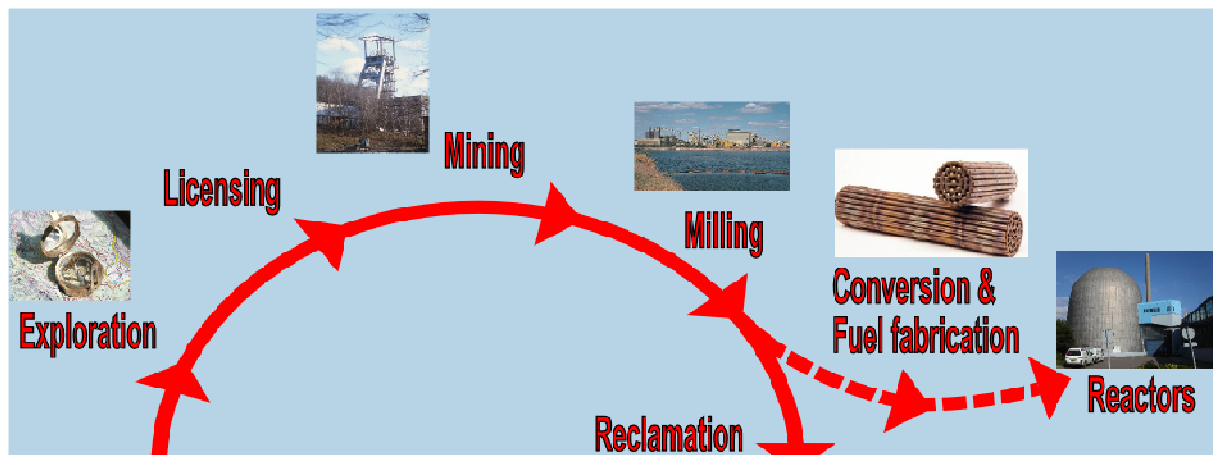 Mining
Licensing
Milling
Conversion &
Fuel fabrication
Exploration
Reactors
Reclamation